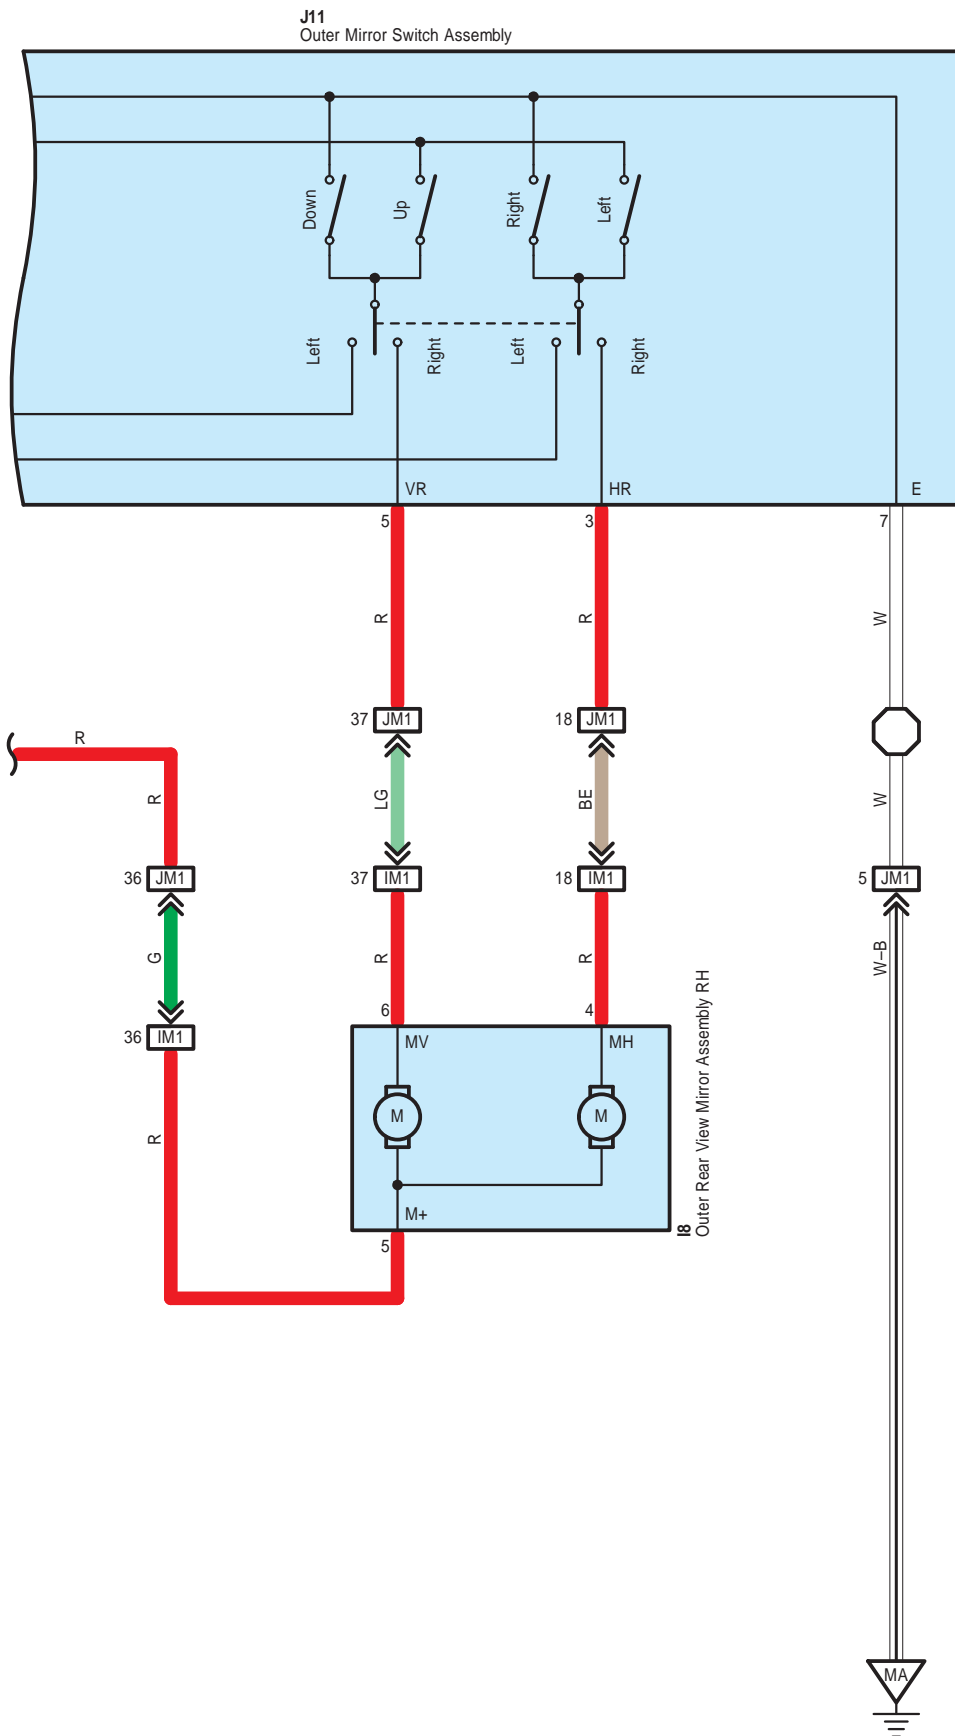 J11
Outer Mirror Switch Assembly
Down
Up
Right
Left
Left
Right
Left
Right
VR
HR
E
5
3
7
R
R
W
37 JM1
18 JM1
R
R
LG
BE
W
36 JM1
37 IM1
18 IM1
5 JM1
G
R
R
W–B
6
4
36 IM1
MV
MH
M
M
R
M+
5
I8
Outer Rear View Mirror Assembly RH
MA